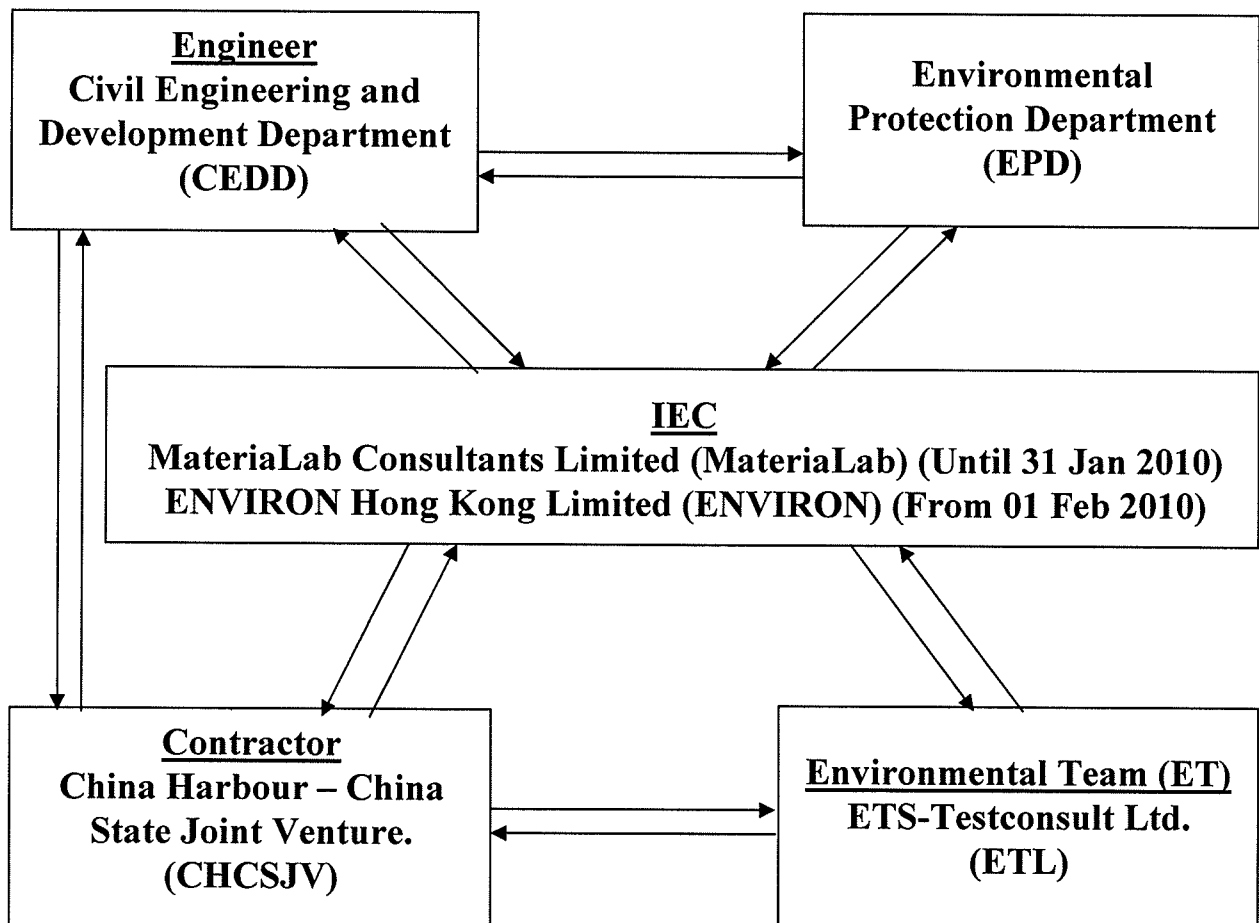 Engineer
Civil Engineering and
Development Department
(CEDD)
Environmental
Protection Department
(EPD)
IEC
MateriaLab Consultants Limited (MateriaLab) (Until 31 Jan 2010)
ENVIRON Hong Kong Limited (ENVIRON) (From 01 Feb 2010)
Contractor
China Harbour – China
State Joint Venture.
(CHCSJV)
Environmental Team (ET)
ETS-Testconsult Ltd.
(ETL)